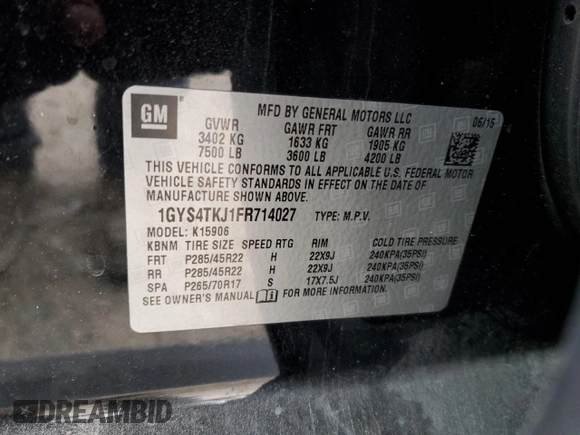 GM
MFD BY GENERAL MOTORS LLC
06/15
GVWR GAWR FRT GAWR RR
3402 KG 1633 KG 1905 KG
7500 LB 3600 LB 4200 LB
THIS VEHICLE CONFORMS TO ALL APPLICABLE U.S. FEDERAL MOTOR
VEHICLE SAFETY STANDARDS IN EFFECT ON THE DATE OF
MANUFACTURE SHOWN ABOVE.
1GYS4TKJ1FR714027 TYPE: M.P.V.
MODEL: K15906
KBNM TIRE SIZE SPEED RTG RIM COLD TIRE PRESSURE
FRT P285/45R22 H 22X9J 240KPA(35PSI)
RR P285/45R22 H 22X9J 240KPA(35PSI)
SPA P265/70R17 S 17X7.5J 240KPA(35PSI)
SEE OWNER'S MANUAL FOR MORE INFORMATION.
DREAMBID